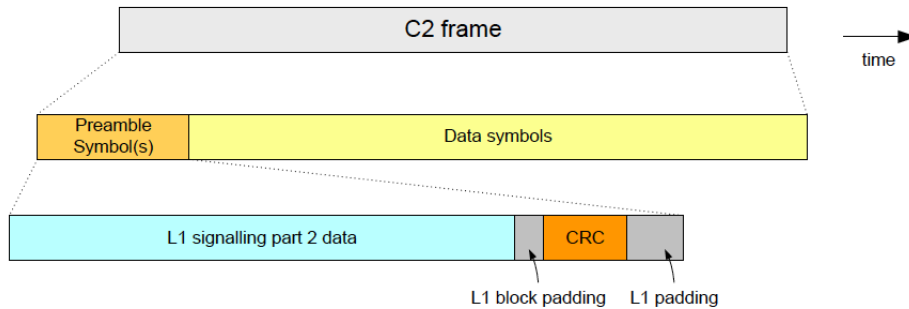 C2 frame
time
Preamble
Symbol(s)
Data symbols
L1 signalling part 2 data
CRC
L1 block padding
L1 padding